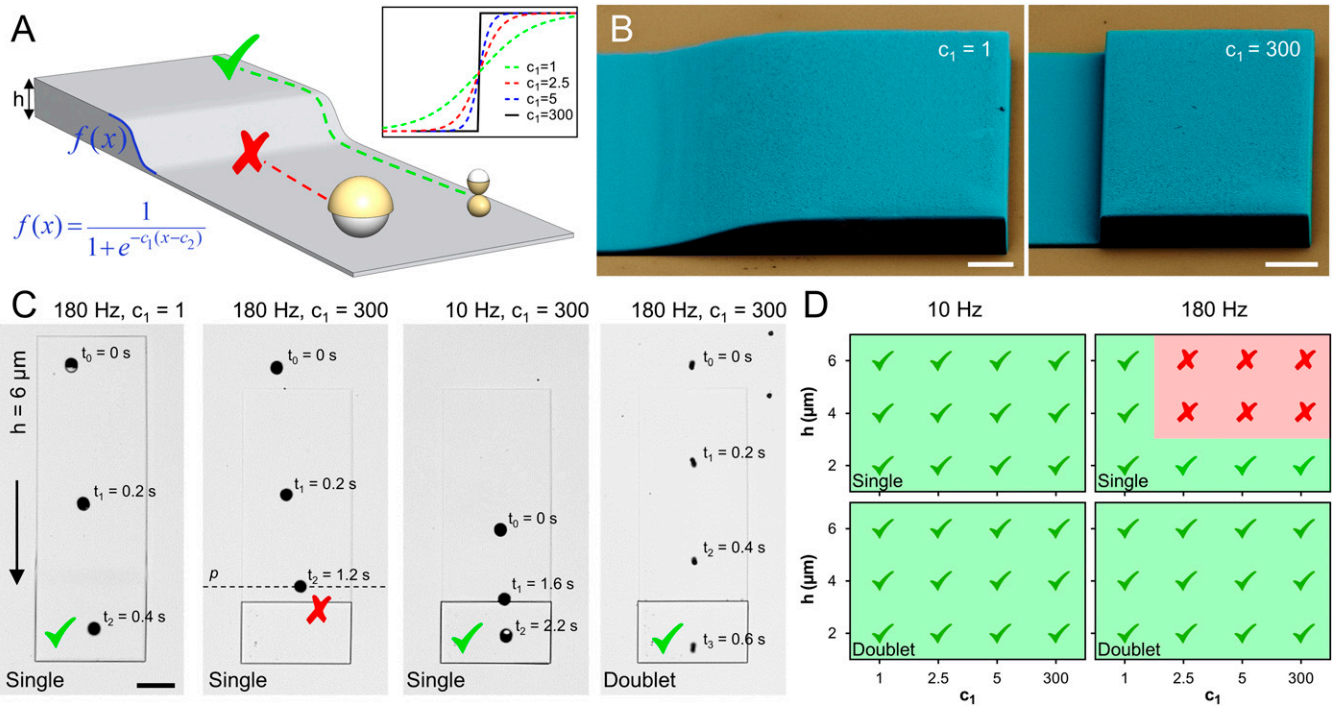 A
h
f(x)
f(x) = 1 / (1 + e^{-c₁(x-c₂)})
c₁=1
c₁=2.5
c₁=5
c₁=300
B
c₁ = 1
c₁ = 300
C
180 Hz, c₁ = 1
180 Hz, c₁ = 300
10 Hz, c₁ = 300
180 Hz, c₁ = 300
h = 6 µm
t₀ = 0 s
t₁ = 0.2 s
t₂ = 0.4 s
Single
t₀ = 0 s
t₁ = 0.2 s
p
t₂ = 1.2 s
Single
t₀ = 0 s
t₁ = 1.6 s
t₂ = 2.2 s
Single
t₀ = 0 s
t₁ = 0.2 s
t₂ = 0.4 s
t₃ = 0.6 s
Doublet
D
10 Hz
180 Hz
h (µm)
6
4
2
Single
Single
h (µm)
6
4
2
Doublet
Doublet
1
2.5
5
300
1
2.5
5
300
c₁
c₁